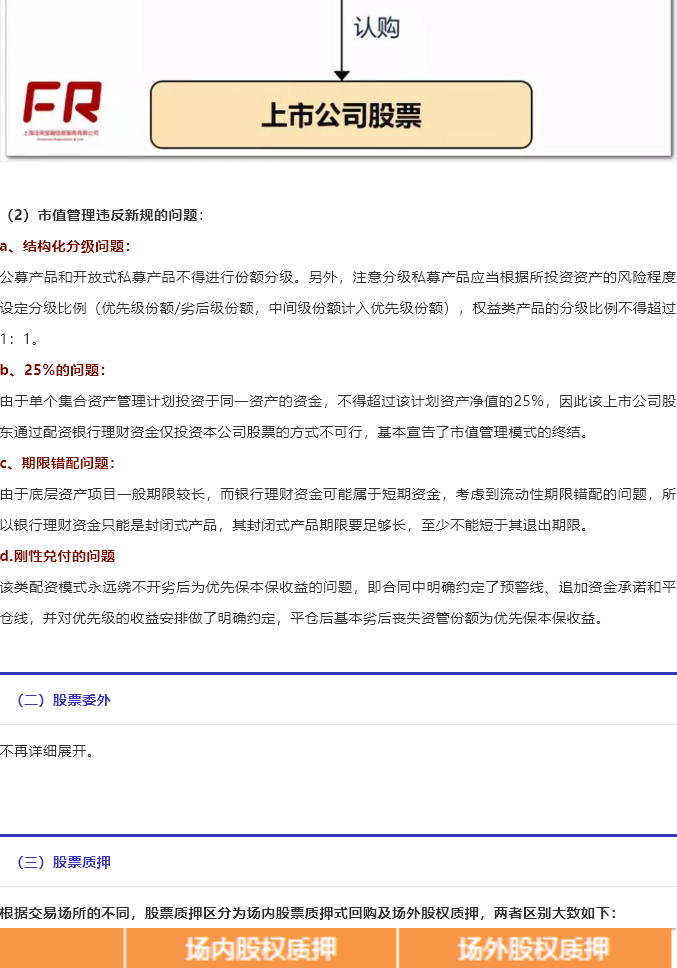 认购
FR
上市公司股票
（2）市值管理违反新规的问题：
a、结构化分级问题：
公募产品和开放式私募产品不得进行份额分级。另外，注意分级私募产品应当根据所投资资产的风险程度
设定分级比例（优先级份额/劣后级份额，中间级份额计入优先级份额），权益类产品的分级比例不得超过
1：1。
b、25%的问题：
由于单个集合资产管理计划投资于同一资产的资金，不得超过该计划资产净值的25%，因此该上市公司股
东通过配资银行理财资金仅投资本公司股票的方式不可行，基本宣告了市值管理模式的终结。
c、期限错配问题：
由于底层资产项目一般期限较长，而银行理财资金可能属于短期资金，考虑到流动性期限错配的问题，所
以银行理财资金只能是封闭式产品，其封闭式产品期限要足够长，至少不能短于其退出期限。
d.刚性兑付的问题
该类配资模式永远绕不开劣后为优先保本保收益的问题，即合同中明确约定了预警线、追加资金承诺和平
仓线，并对优先级的收益安排做了明确约定，平仓后基本劣后丧失资管份额为优先保本保收益。
（二）股票委外
不再详细展开。
（三）股票质押
根据交易场所的不同，股票质押区分为场内股票质押式回购及场外股权质押，两者区别大致如下：
场内股权质押 场外股权质押